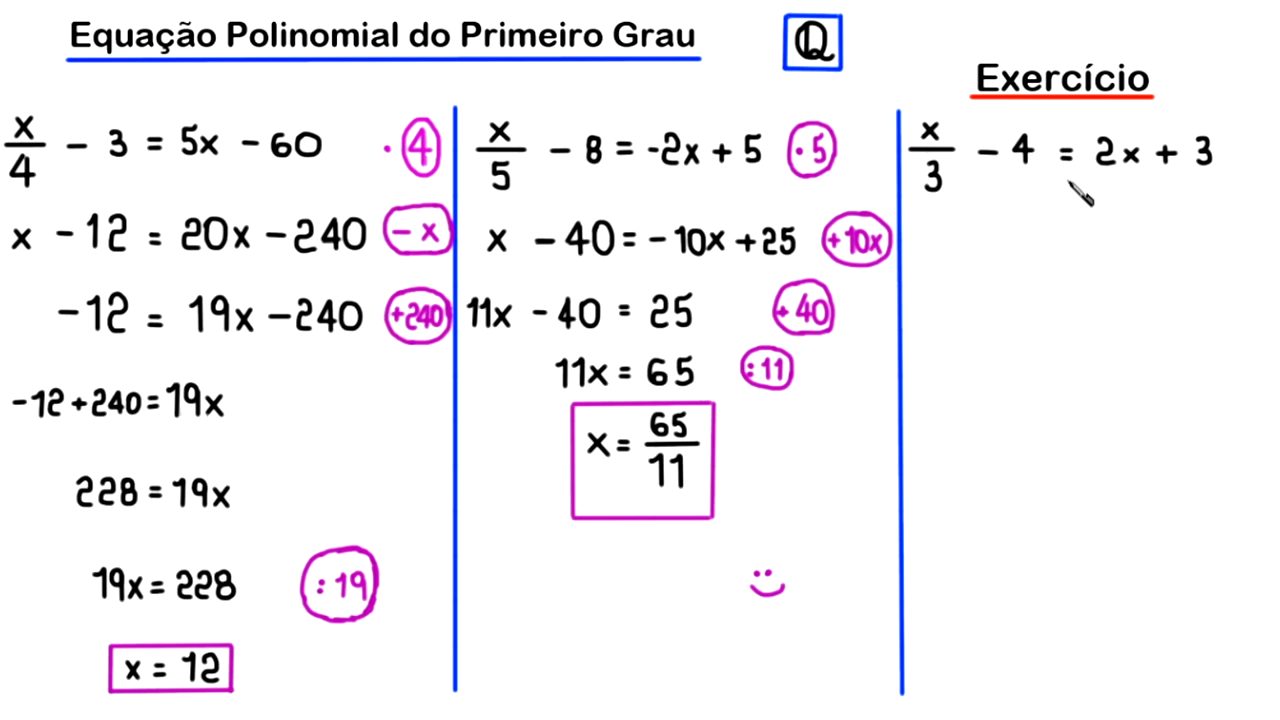 Equação Polinomial do Primeiro Grau
ℚ
x/4 - 3 = 5x - 60 · 4
x - 12 = 20x - 240 - x
-12 = 19x - 240 +240
-12 + 240 = 19x
228 = 19x
19x = 228 : 19
x = 12
x/5 - 8 = -2x + 5 · 5
x - 40 = -10x + 25 +10x
11x - 40 = 25 + 40
11x = 65 : 11
x = 65/11
Exercício
x/3 - 4 = 2x + 3